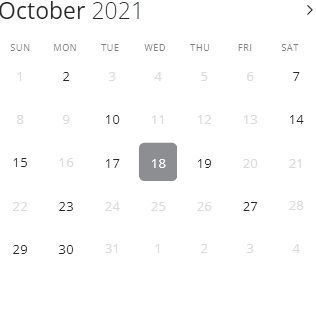 October 2021
SUN MON TUE WED THU FRI SAT
1 2 3 4 5 6 7
8 9 10 11 12 13 14
15 16 17 18 19 20 21
22 23 24 25 26 27 28
29 30 31 1 2 3 4